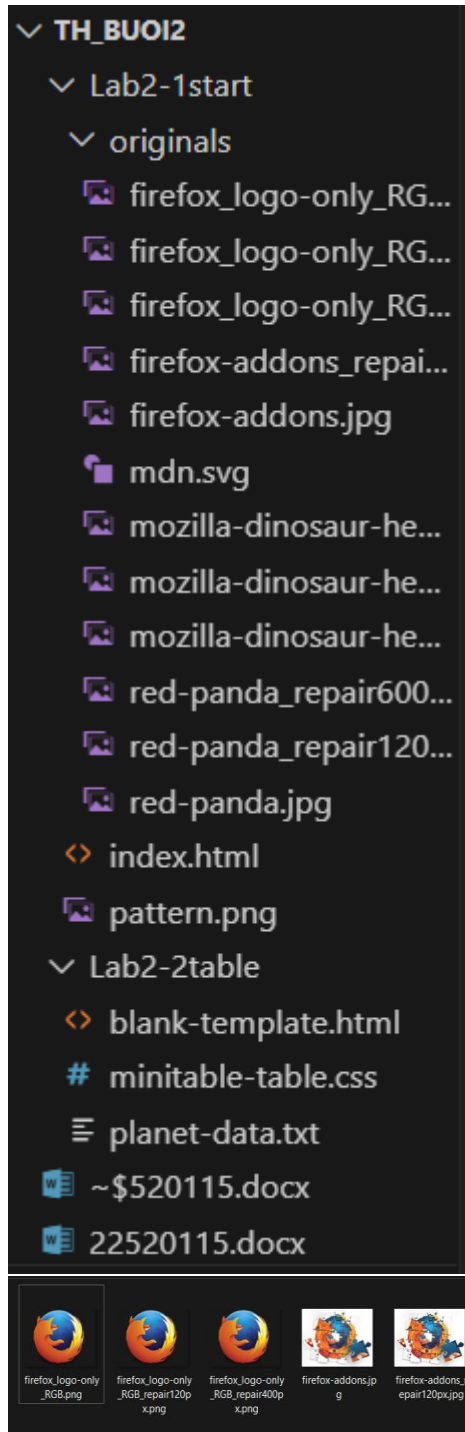 TH_BUOI2
Lab2-1start
originals
firefox_logo-only_RG...
firefox_logo-only_RG...
firefox_logo-only_RG...
firefox-addons_repai...
firefox-addons.jpg
mdn.svg
mozilla-dinosaur-he...
mozilla-dinosaur-he...
mozilla-dinosaur-he...
red-panda_repair600...
red-panda_repair120...
red-panda.jpg
index.html
pattern.png
Lab2-2table
blank-template.html
# minitable-table.css
planet-data.txt
~$520115.docx
22520115.docx
firefox_logo-only
_RGB.png
firefox_logo-only
_RGB_repair120p
x.png
firefox_logo-only
_RGB_repair400p
x.png
firefox-addons.jp
g
firefox-addons_r
epair120px.jpg